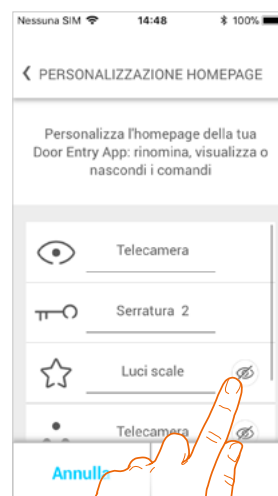 Nessuna SIM 14:48 100%
PERSONALIZZAZIONE HOMEPAGE
Personalizza l'homepage della tua
Door Entry App: rinomina, visualizza o
nascondi i comandi
Telecamera
Serratura 2
Luci scale
Telecamera
Annulla